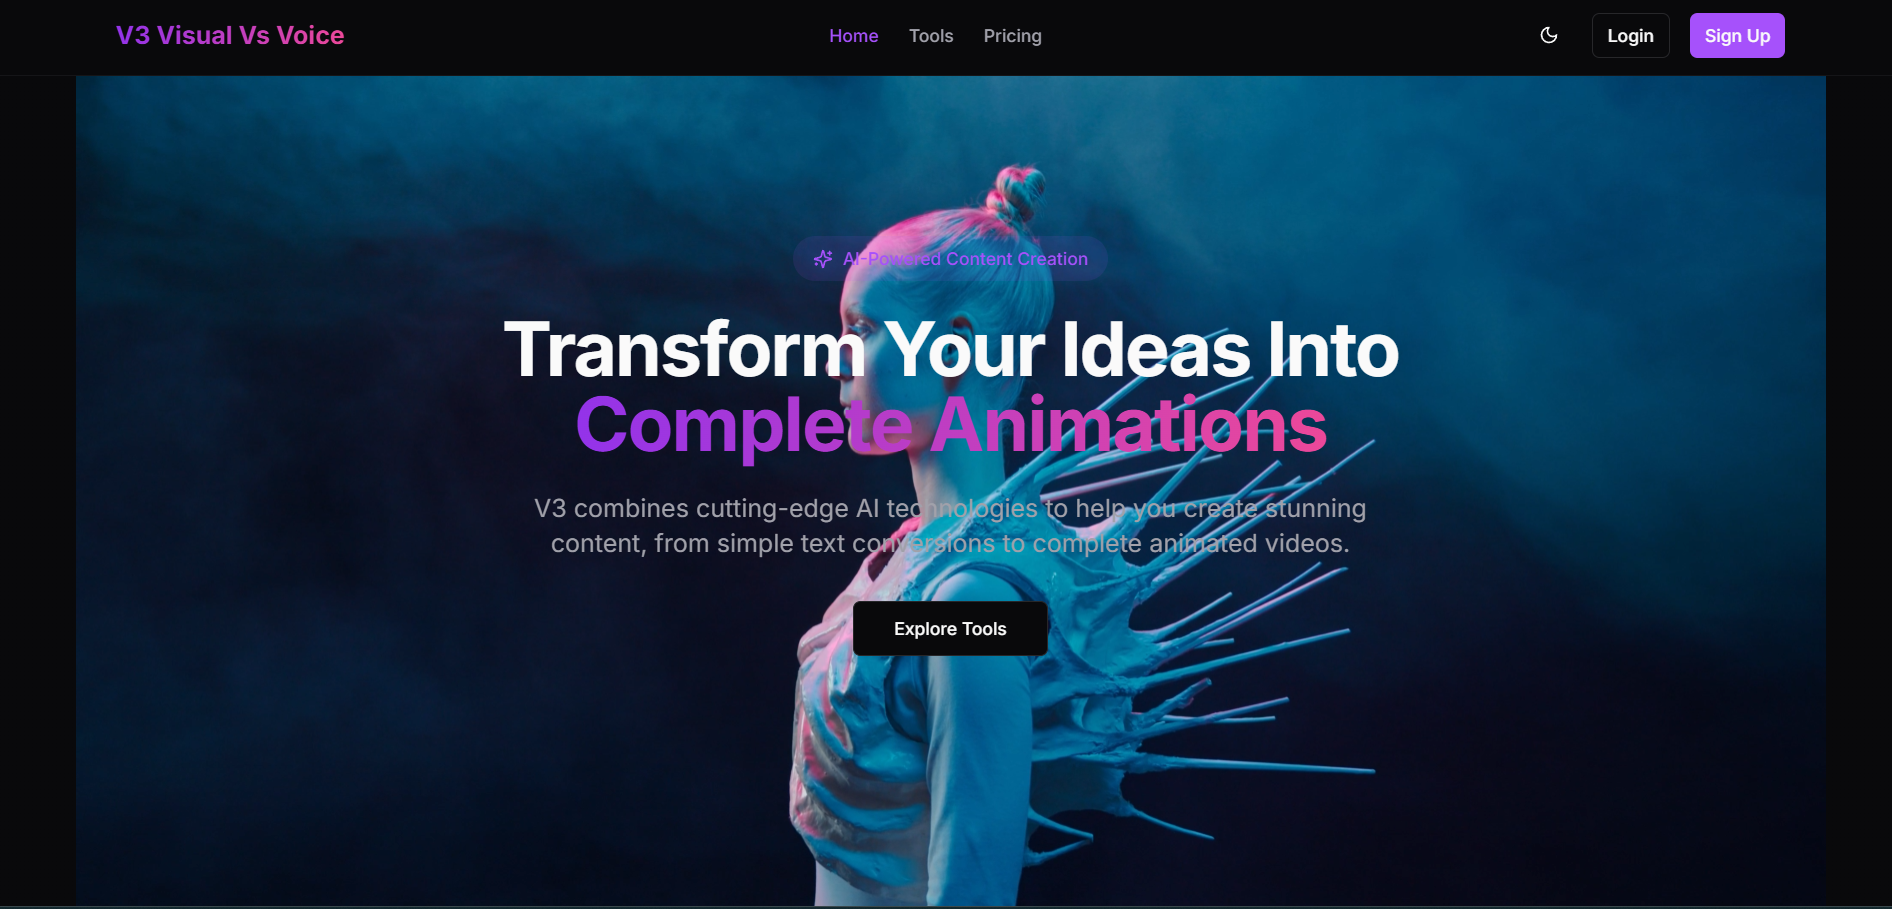 V3 Visual Vs Voice
Home
Tools
Pricing
Login
Sign Up
AI-Powered Content Creation
Transform Your Ideas Into
Complete Animations
V3 combines cutting-edge AI technologies to help you create stunning
content, from simple text conversions to complete animated videos.
Explore Tools